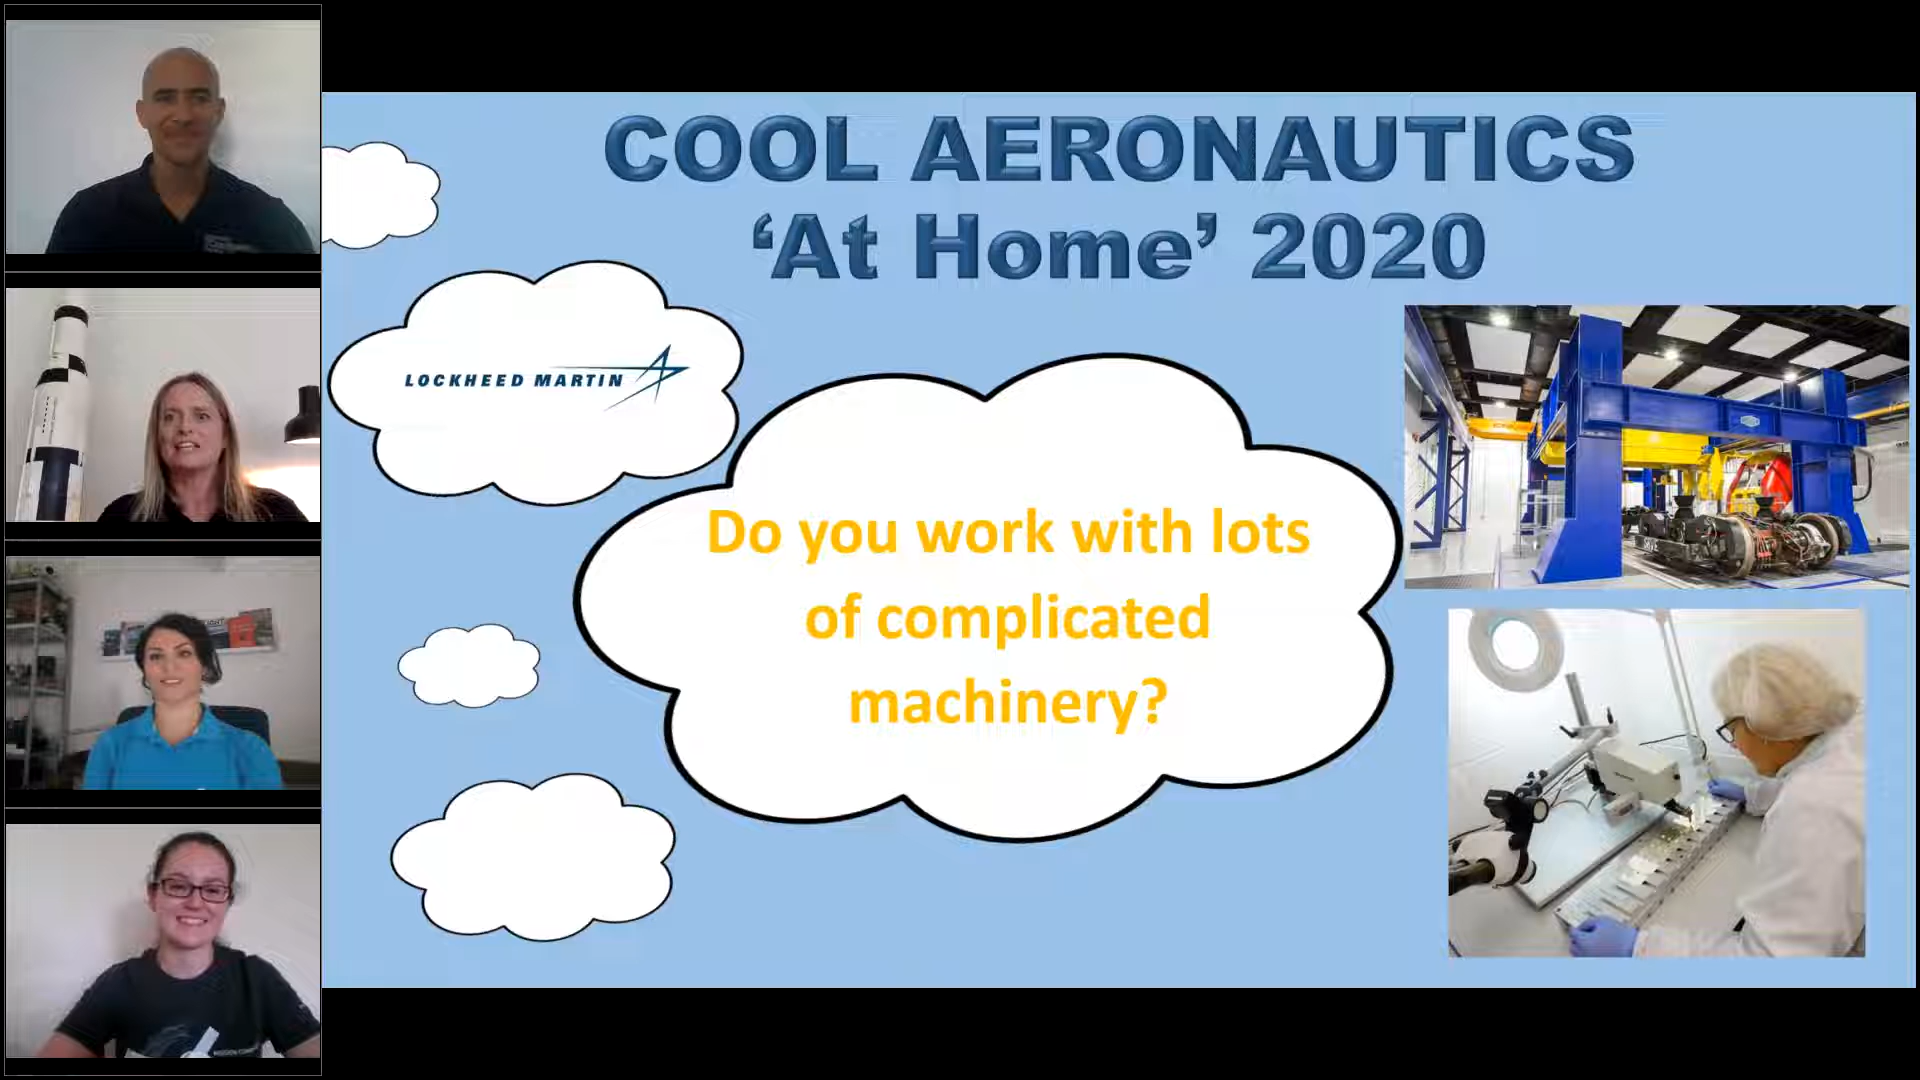 COOL AERONAUTICS
‘At Home’ 2020
LOCKHEED MARTIN
Do you work with lots
of complicated
machinery?